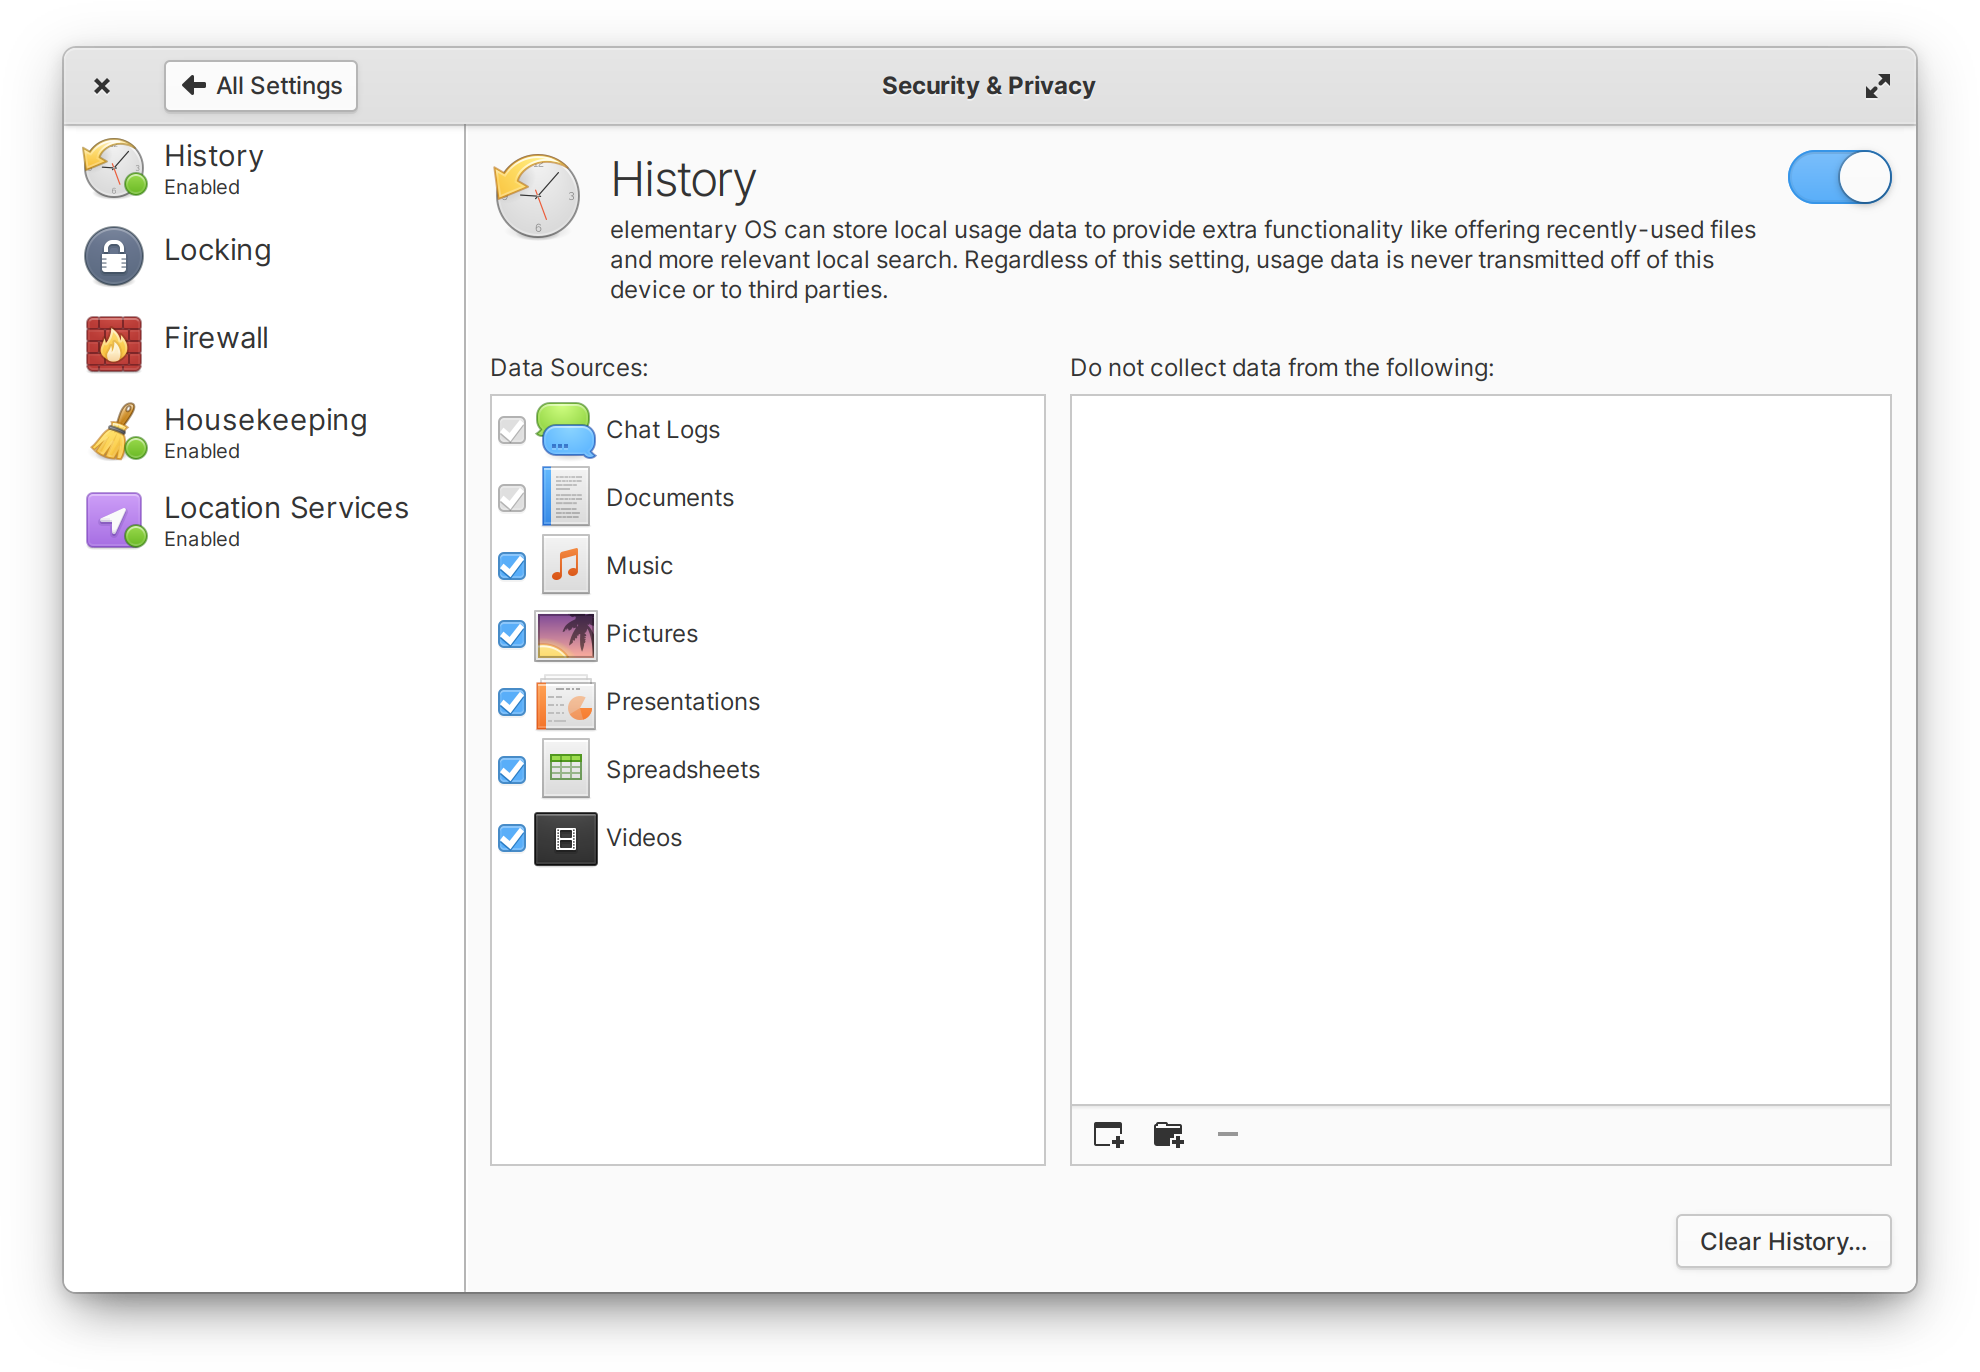 All Settings
Security & Privacy
History
Enabled
Locking
Firewall
Housekeeping
Enabled
Location Services
Enabled
History
elementary OS can store local usage data to provide extra functionality like offering recently-used files
and more relevant local search. Regardless of this setting, usage data is never transmitted off of this
device or to third parties.
Data Sources:
Chat Logs
Documents
Music
Pictures
Presentations
Spreadsheets
Videos
Do not collect data from the following:
Clear History...